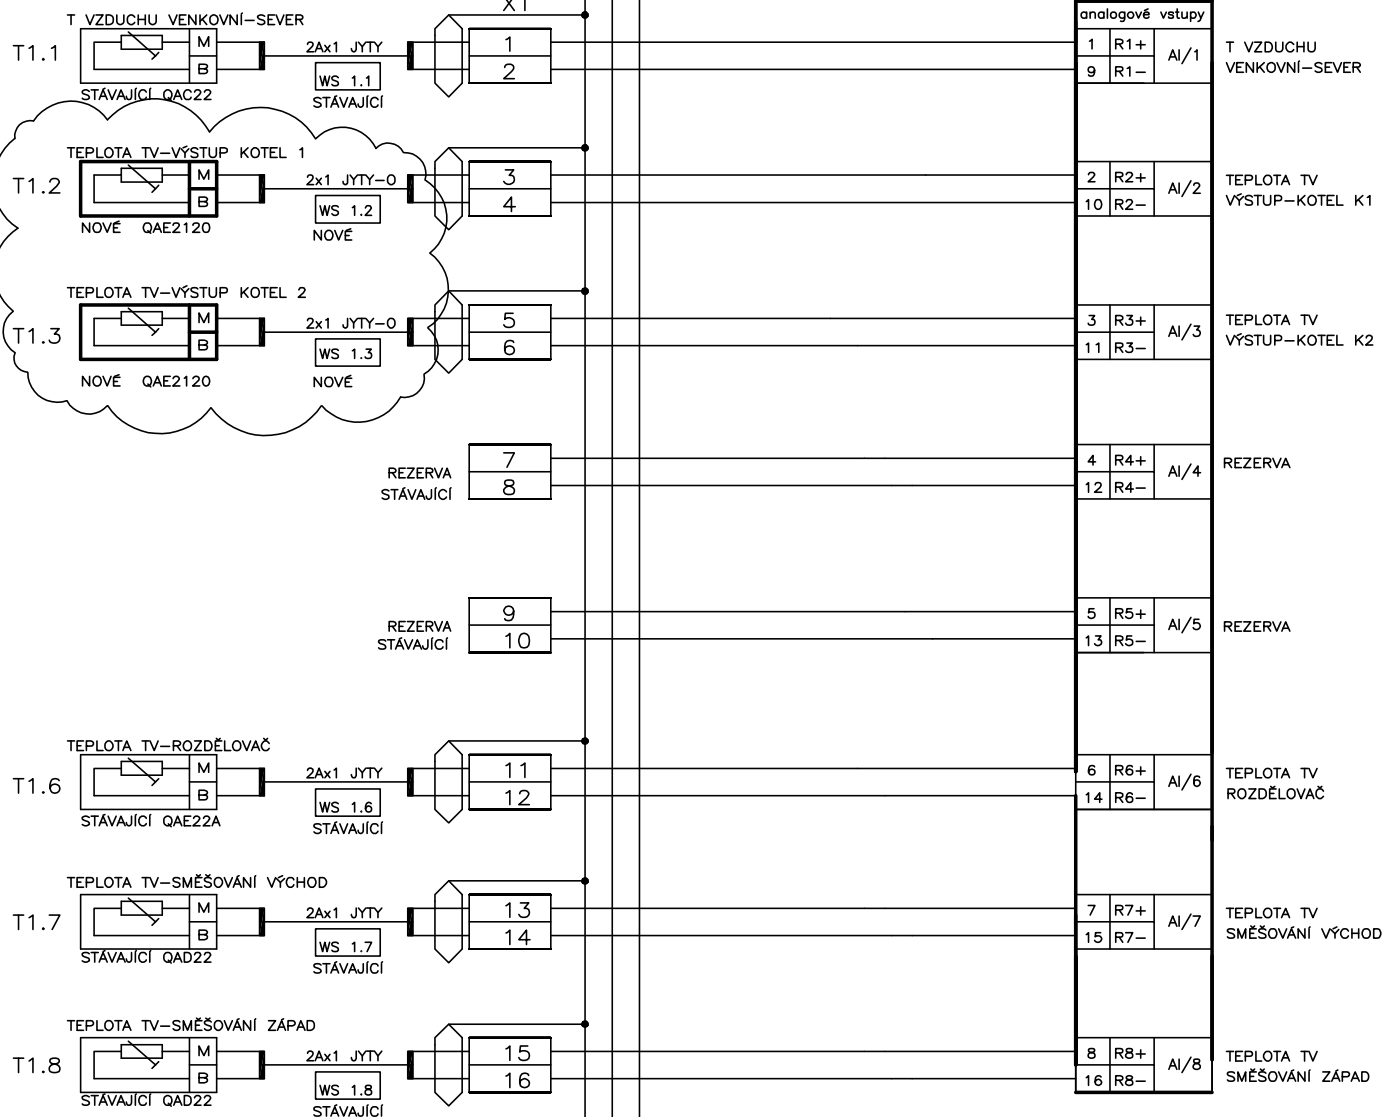 X1
analogové vstupy
T VZDUCHU VENKOVNÍ-SEVER
T1.1
M
B
2Ax1 JYTY
WS 1.1
STÁVAJÍCÍ
STÁVAJÍCÍ QAC22
1
2
1 R1+
9 R1-
AI/1
T VZDUCHU
VENKOVNÍ-SEVER
TEPLOTA TV-VÝSTUP KOTEL 1
T1.2
M
B
2x1 JYTY-O
WS 1.2
NOVÉ
NOVÉ QAE2120
3
4
2 R2+
10 R2-
AI/2
TEPLOTA TV
VÝSTUP-KOTEL K1
TEPLOTA TV-VÝSTUP KOTEL 2
T1.3
M
B
2x1 JYTY-O
WS 1.3
NOVÉ
NOVÉ QAE2120
5
6
3 R3+
11 R3-
AI/3
TEPLOTA TV
VÝSTUP-KOTEL K2
REZERVA
STÁVAJÍCÍ
7
8
4 R4+
12 R4-
AI/4
REZERVA
REZERVA
STÁVAJÍCÍ
9
10
5 R5+
13 R5-
AI/5
REZERVA
TEPLOTA TV-ROZDĚLOVAČ
T1.6
M
B
2Ax1 JYTY
WS 1.6
STÁVAJÍCÍ
STÁVAJÍCÍ QAE22A
11
12
6 R6+
14 R6-
AI/6
TEPLOTA TV
ROZDĚLOVAČ
TEPLOTA TV-SMĚŠOVÁNÍ VÝCHOD
T1.7
M
B
2Ax1 JYTY
WS 1.7
STÁVAJÍCÍ
STÁVAJÍCÍ QAD22
13
14
7 R7+
15 R7-
AI/7
TEPLOTA TV
SMĚŠOVÁNÍ VÝCHOD
TEPLOTA TV-SMĚŠOVÁNÍ ZÁPAD
T1.8
M
B
2Ax1 JYTY
WS 1.8
STÁVAJÍCÍ
STÁVAJÍCÍ QAD22
15
16
8 R8+
16 R8-
AI/8
TEPLOTA TV
SMĚŠOVÁNÍ ZÁPAD